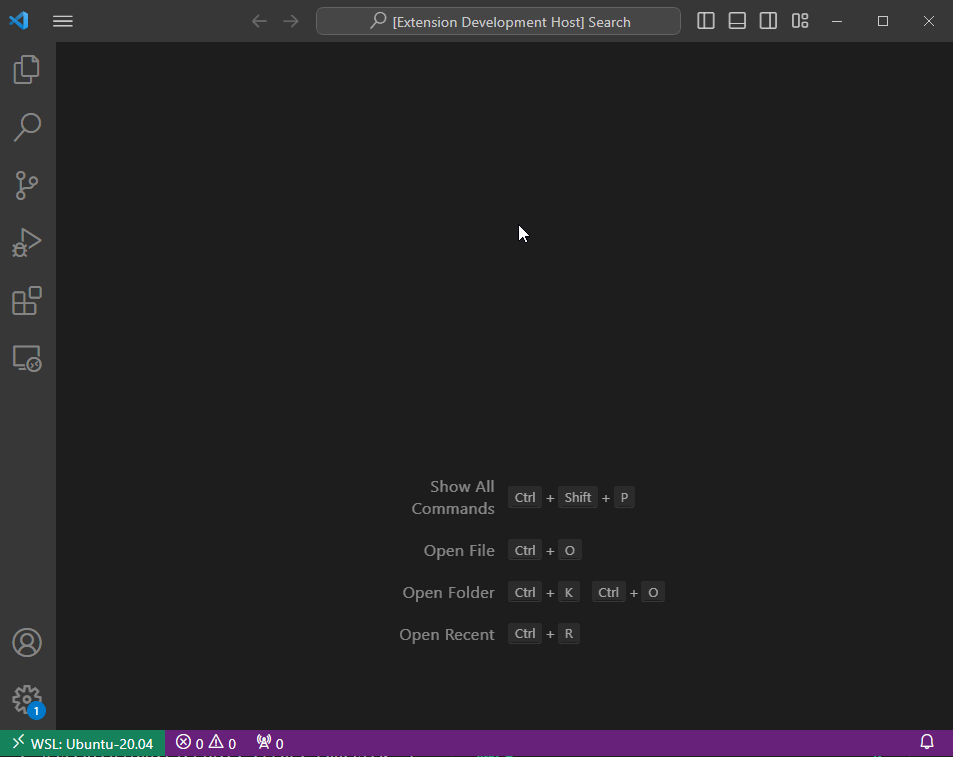 [Extension Development Host] Search
Show All
Commands
Ctrl + Shift + P
Open File Ctrl + O
Open Folder Ctrl + K Ctrl + O
Open Recent Ctrl + R
1
WSL: Ubuntu-20.04 0 0 0